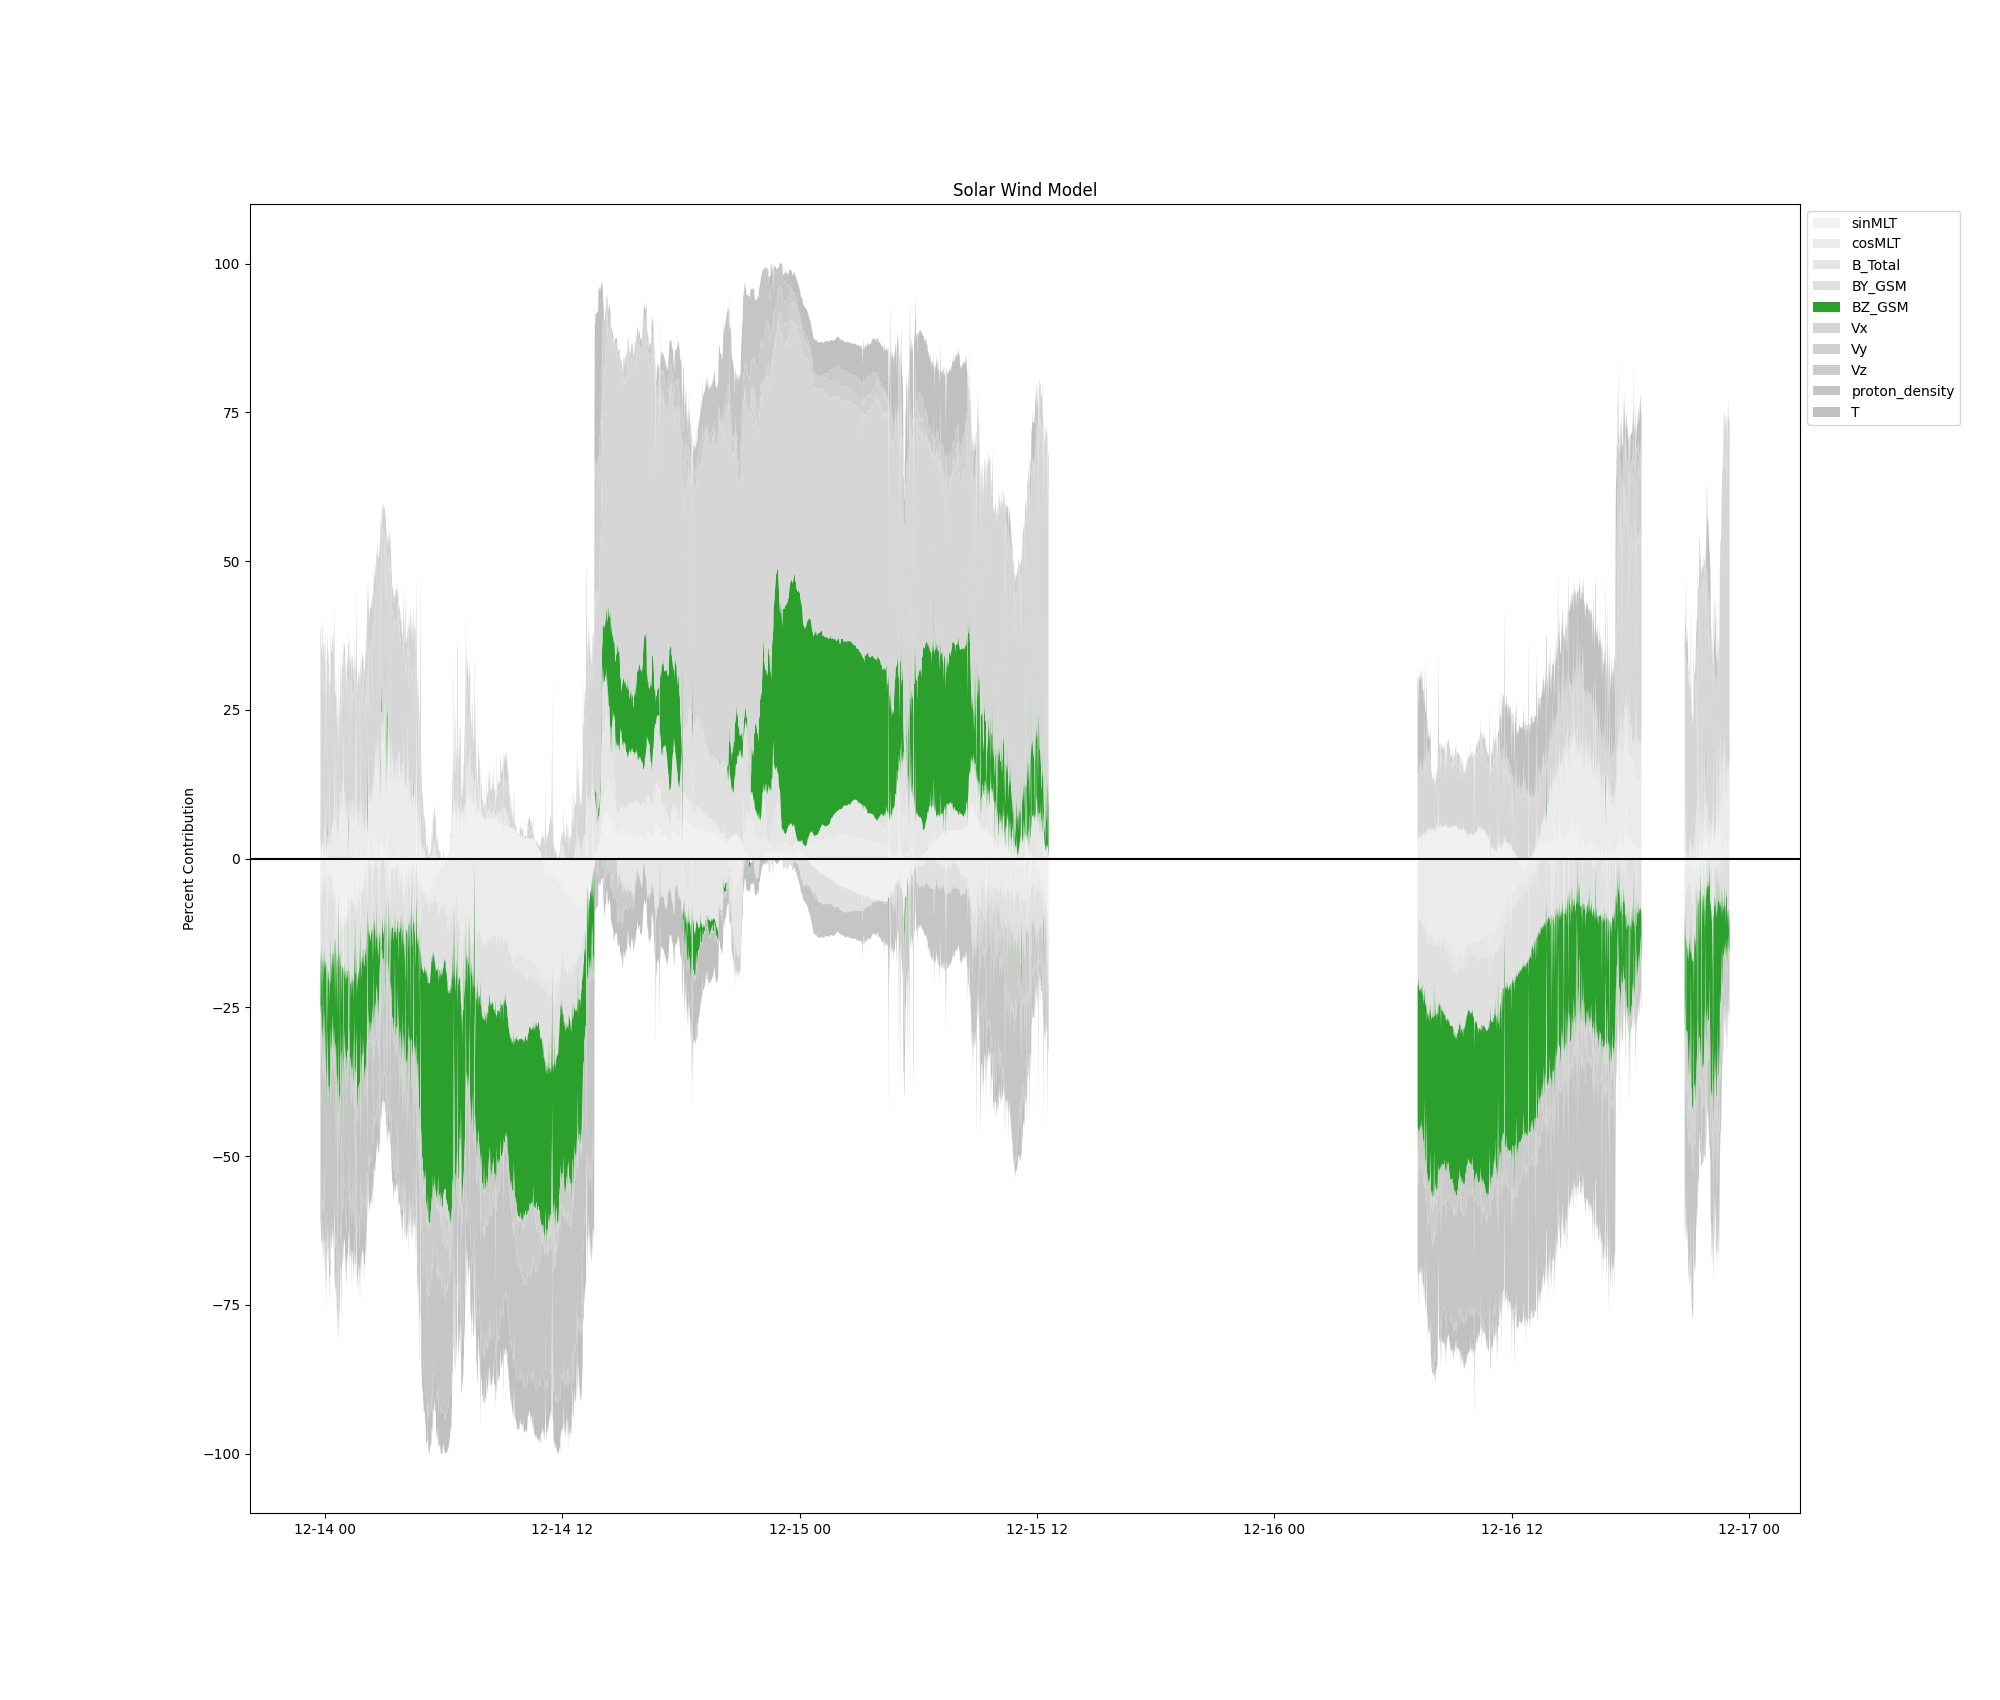 Solar Wind Model
Percent Contribution
100
75
50
25
0
−25
−50
−75
−100
12-14 00
12-14 12
12-15 00
12-15 12
12-16 00
12-16 12
12-17 00
sinMLT
cosMLT
B_Total
BY_GSM
BZ_GSM
Vx
Vy
Vz
proton_density
T